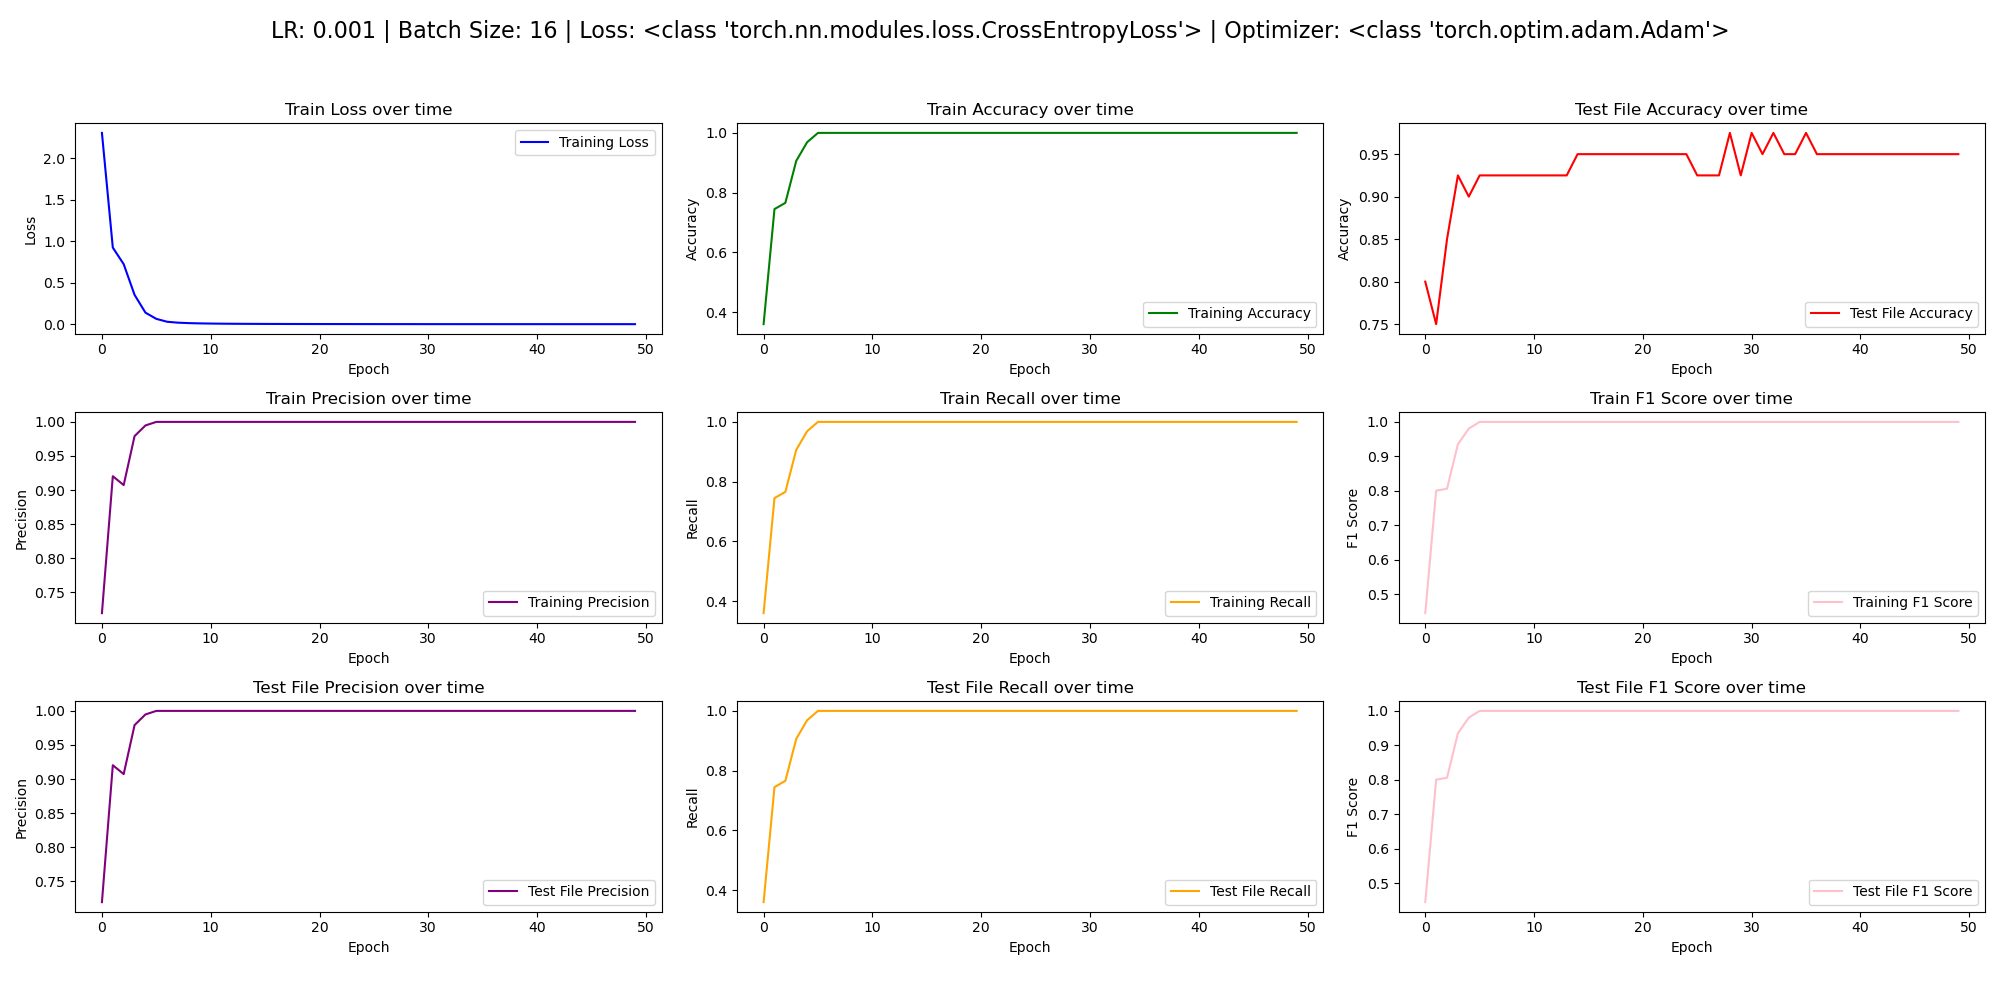 LR: 0.001 | Batch Size: 16 | Loss: <class 'torch.nn.modules.loss.CrossEntropyLoss'> | Optimizer: <class 'torch.optim.adam.Adam'>
Train Loss over time
2.0
1.5
1.0
0.5
0.0
Loss
Training Loss
0 10 20 30 40 50
Epoch
Train Accuracy over time
1.0
0.8
0.6
0.4
Accuracy
Training Accuracy
0 10 20 30 40 50
Epoch
Test File Accuracy over time
0.95
0.90
0.85
0.80
0.75
Accuracy
Test File Accuracy
0 10 20 30 40 50
Epoch
Train Precision over time
1.00
0.95
0.90
0.85
0.80
0.75
Precision
Training Precision
0 10 20 30 40 50
Epoch
Train Recall over time
1.0
0.8
0.6
0.4
Recall
Training Recall
0 10 20 30 40 50
Epoch
Train F1 Score over time
1.0
0.9
0.8
0.7
0.6
0.5
F1 Score
Training F1 Score
0 10 20 30 40 50
Epoch
Test File Precision over time
1.00
0.95
0.90
0.85
0.80
0.75
Precision
Test File Precision
0 10 20 30 40 50
Epoch
Test File Recall over time
1.0
0.8
0.6
0.4
Recall
Test File Recall
0 10 20 30 40 50
Epoch
Test File F1 Score over time
1.0
0.9
0.8
0.7
0.6
0.5
F1 Score
Test File F1 Score
0 10 20 30 40 50
Epoch